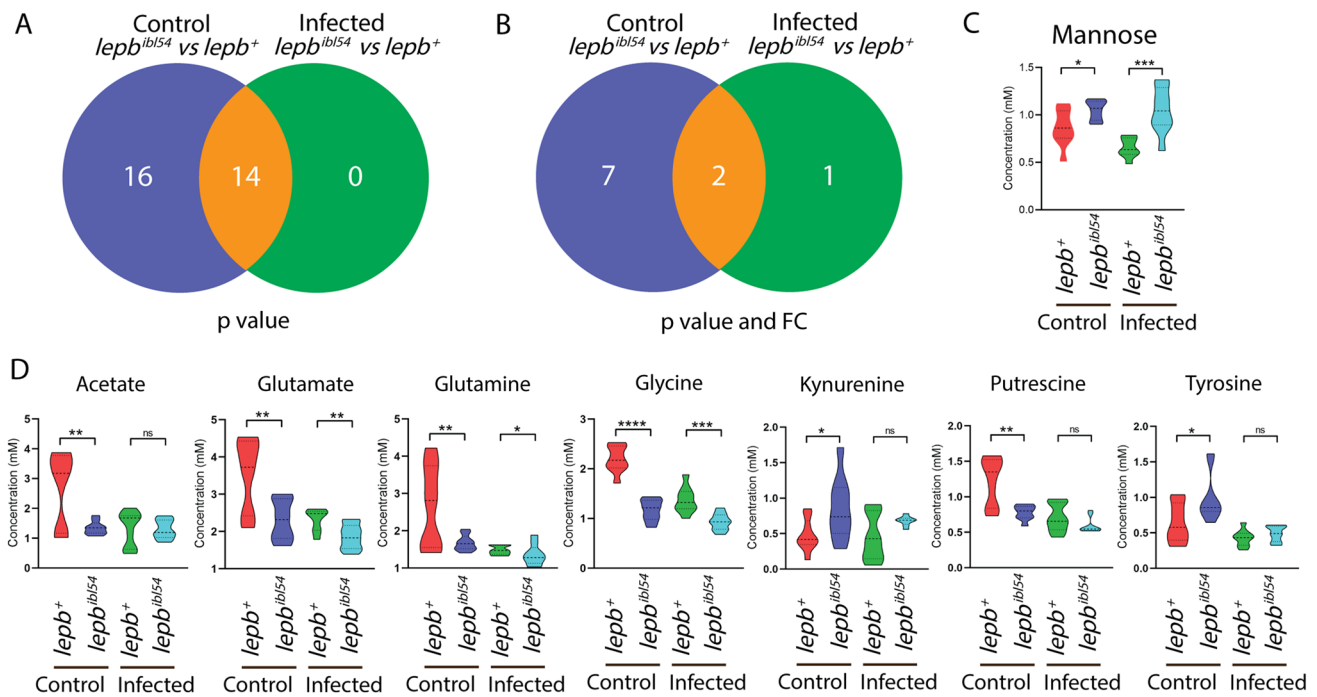 A
Control
lepb^ibl54 vs lepb^+
Infected
lepb^ibl54 vs lepb^+
16
14
0
p value
B
Control
lepb^ibl54 vs lepb^+
Infected
lepb^ibl54 vs lepb^+
7
2
1
p value and FC
C
Mannose
Concentration (mM)
1.5
1.0
0.5
0.0
*
***
lepb^+
lepb^ibl54
lepb^+
lepb^ibl54
Control
Infected
D
Acetate
Concentration (mM)
5
4
3
2
1
0
**
ns
lepb^+
lepb^ibl54
lepb^+
lepb^ibl54
Control
Infected
Glutamate
Concentration (mM)
5
4
3
2
1
**
**
lepb^+
lepb^ibl54
lepb^+
lepb^ibl54
Control
Infected
Glutamine
Concentration (mM)
5
4
3
2
1
**
*
lepb^+
lepb^ibl54
lepb^+
lepb^ibl54
Control
Infected
Glycine
Concentration (mM)
3
2
1
0
****
***
lepb^+
lepb^ibl54
lepb^+
lepb^ibl54
Control
Infected
Kynurenine
Concentration (mM)
2.0
1.5
1.0
0.5
0.0
*
ns
lepb^+
lepb^ibl54
lepb^+
lepb^ibl54
Control
Infected
Putrescine
Concentration (mM)
2.0
1.5
1.0
0.5
0.0
**
ns
lepb^+
lepb^ibl54
lepb^+
lepb^ibl54
Control
Infected
Tyrosine
Concentration (mM)
2.0
1.5
1.0
0.5
0.0
*
ns
lepb^+
lepb^ibl54
lepb^+
lepb^ibl54
Control
Infected